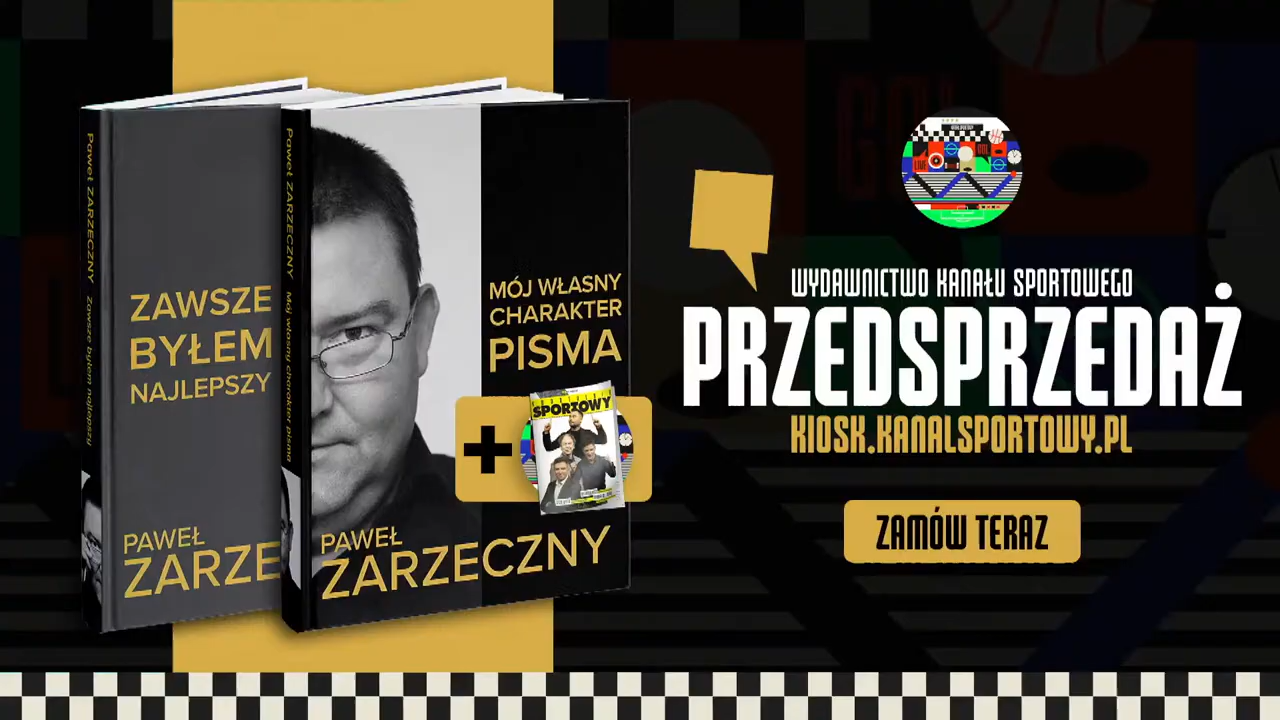 Paweł ZARZECZNY Zawsze byłem najlepszy
ZAWSZE
BYŁEM
NAJLEPSZY
PAWEŁ
ZARZE
Paweł ZARZECZNY Mój własny charakter pisma
MÓJ WŁASNY
CHARAKTER
PISMA
+
SPORTOWY
PAWEŁ
ZARZECZNY
WYDAWNICTWO KANAŁU SPORTOWEGO
PRZEDSPRZEDAŻ
KIOSK.KANALSPORTOWY.PL
ZAMÓW TERAZ